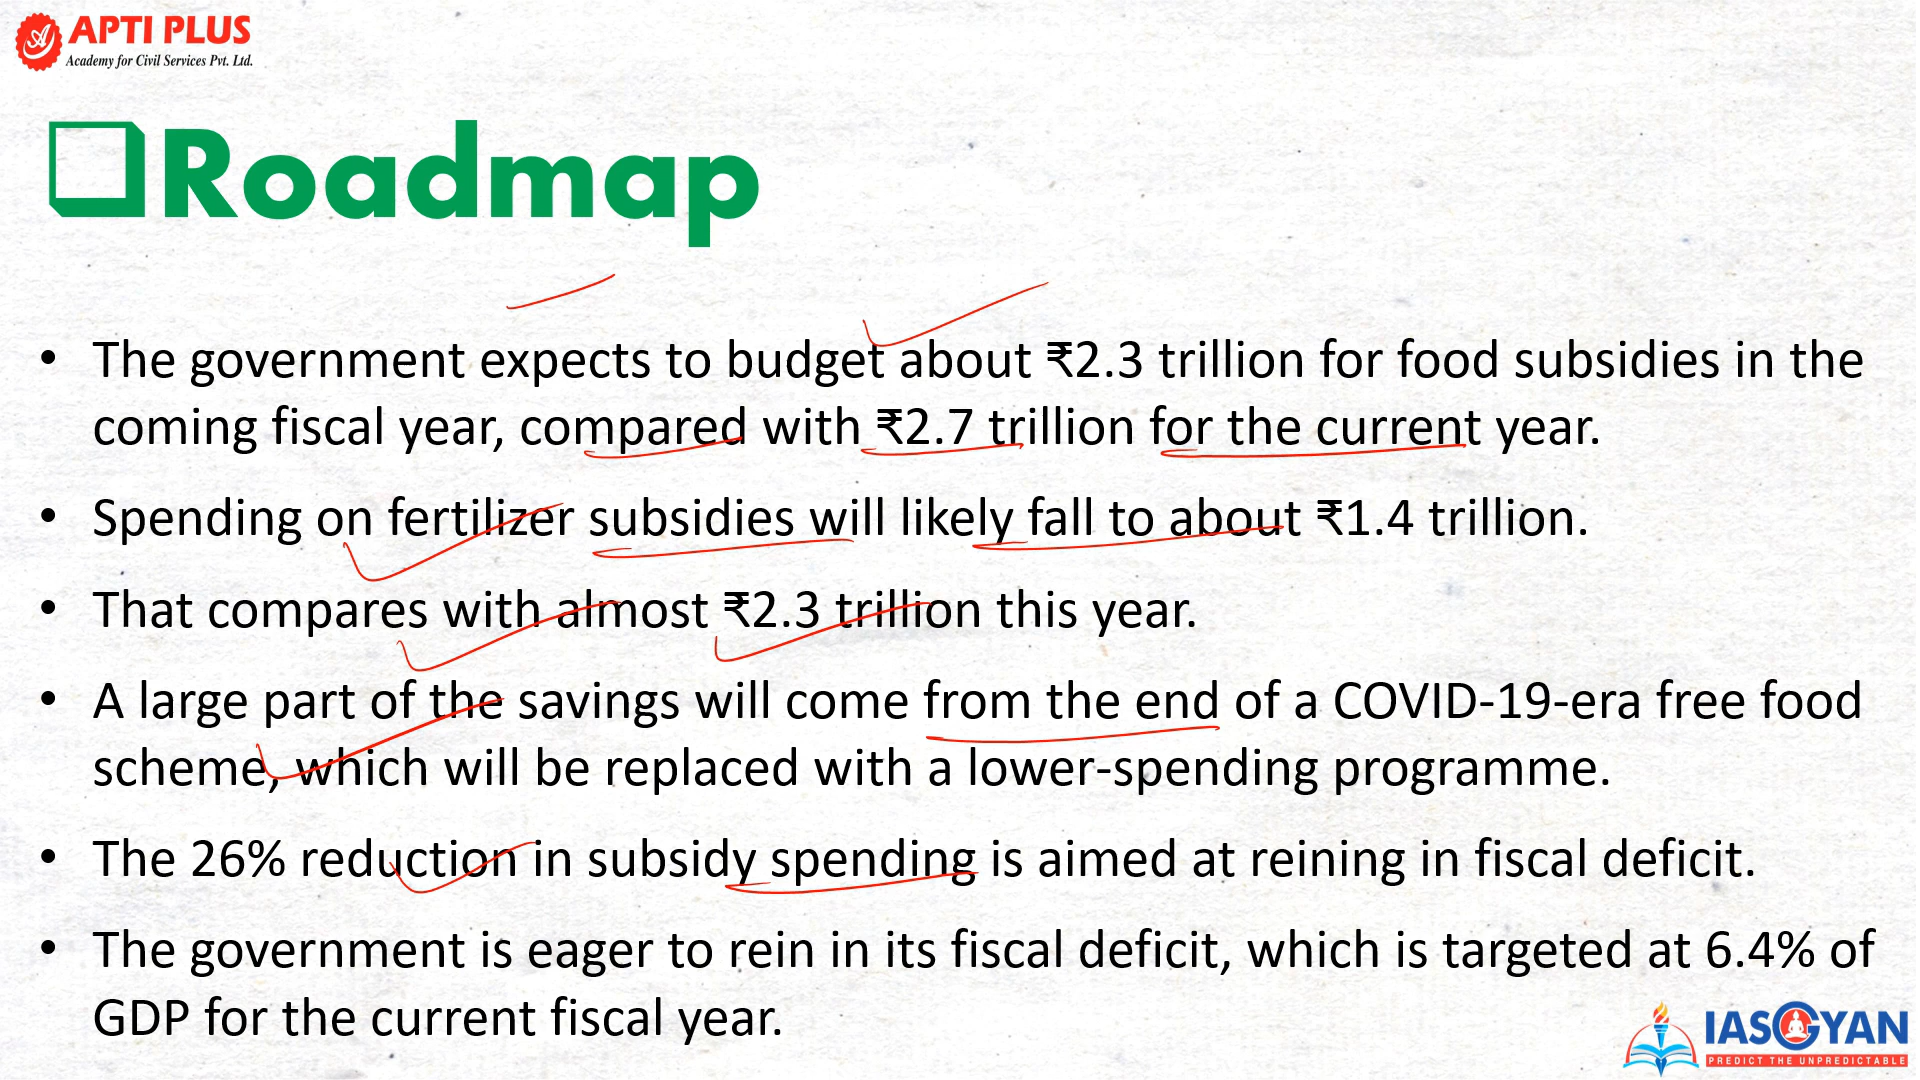 APTI PLUS
Academy for Civil Services Pvt. Ltd.
Roadmap
• The government expects to budget about ₹2.3 trillion for food subsidies in the
coming fiscal year, compared with ₹2.7 trillion for the current year.
• Spending on fertilizer subsidies will likely fall to about ₹1.4 trillion.
• That compares with almost ₹2.3 trillion this year.
• A large part of the savings will come from the end of a COVID-19-era free food
scheme, which will be replaced with a lower-spending programme.
• The 26% reduction in subsidy spending is aimed at reining in fiscal deficit.
• The government is eager to rein in its fiscal deficit, which is targeted at 6.4% of
GDP for the current fiscal year.
IASGYAN
PREDICT THE UNPREDICTABLE